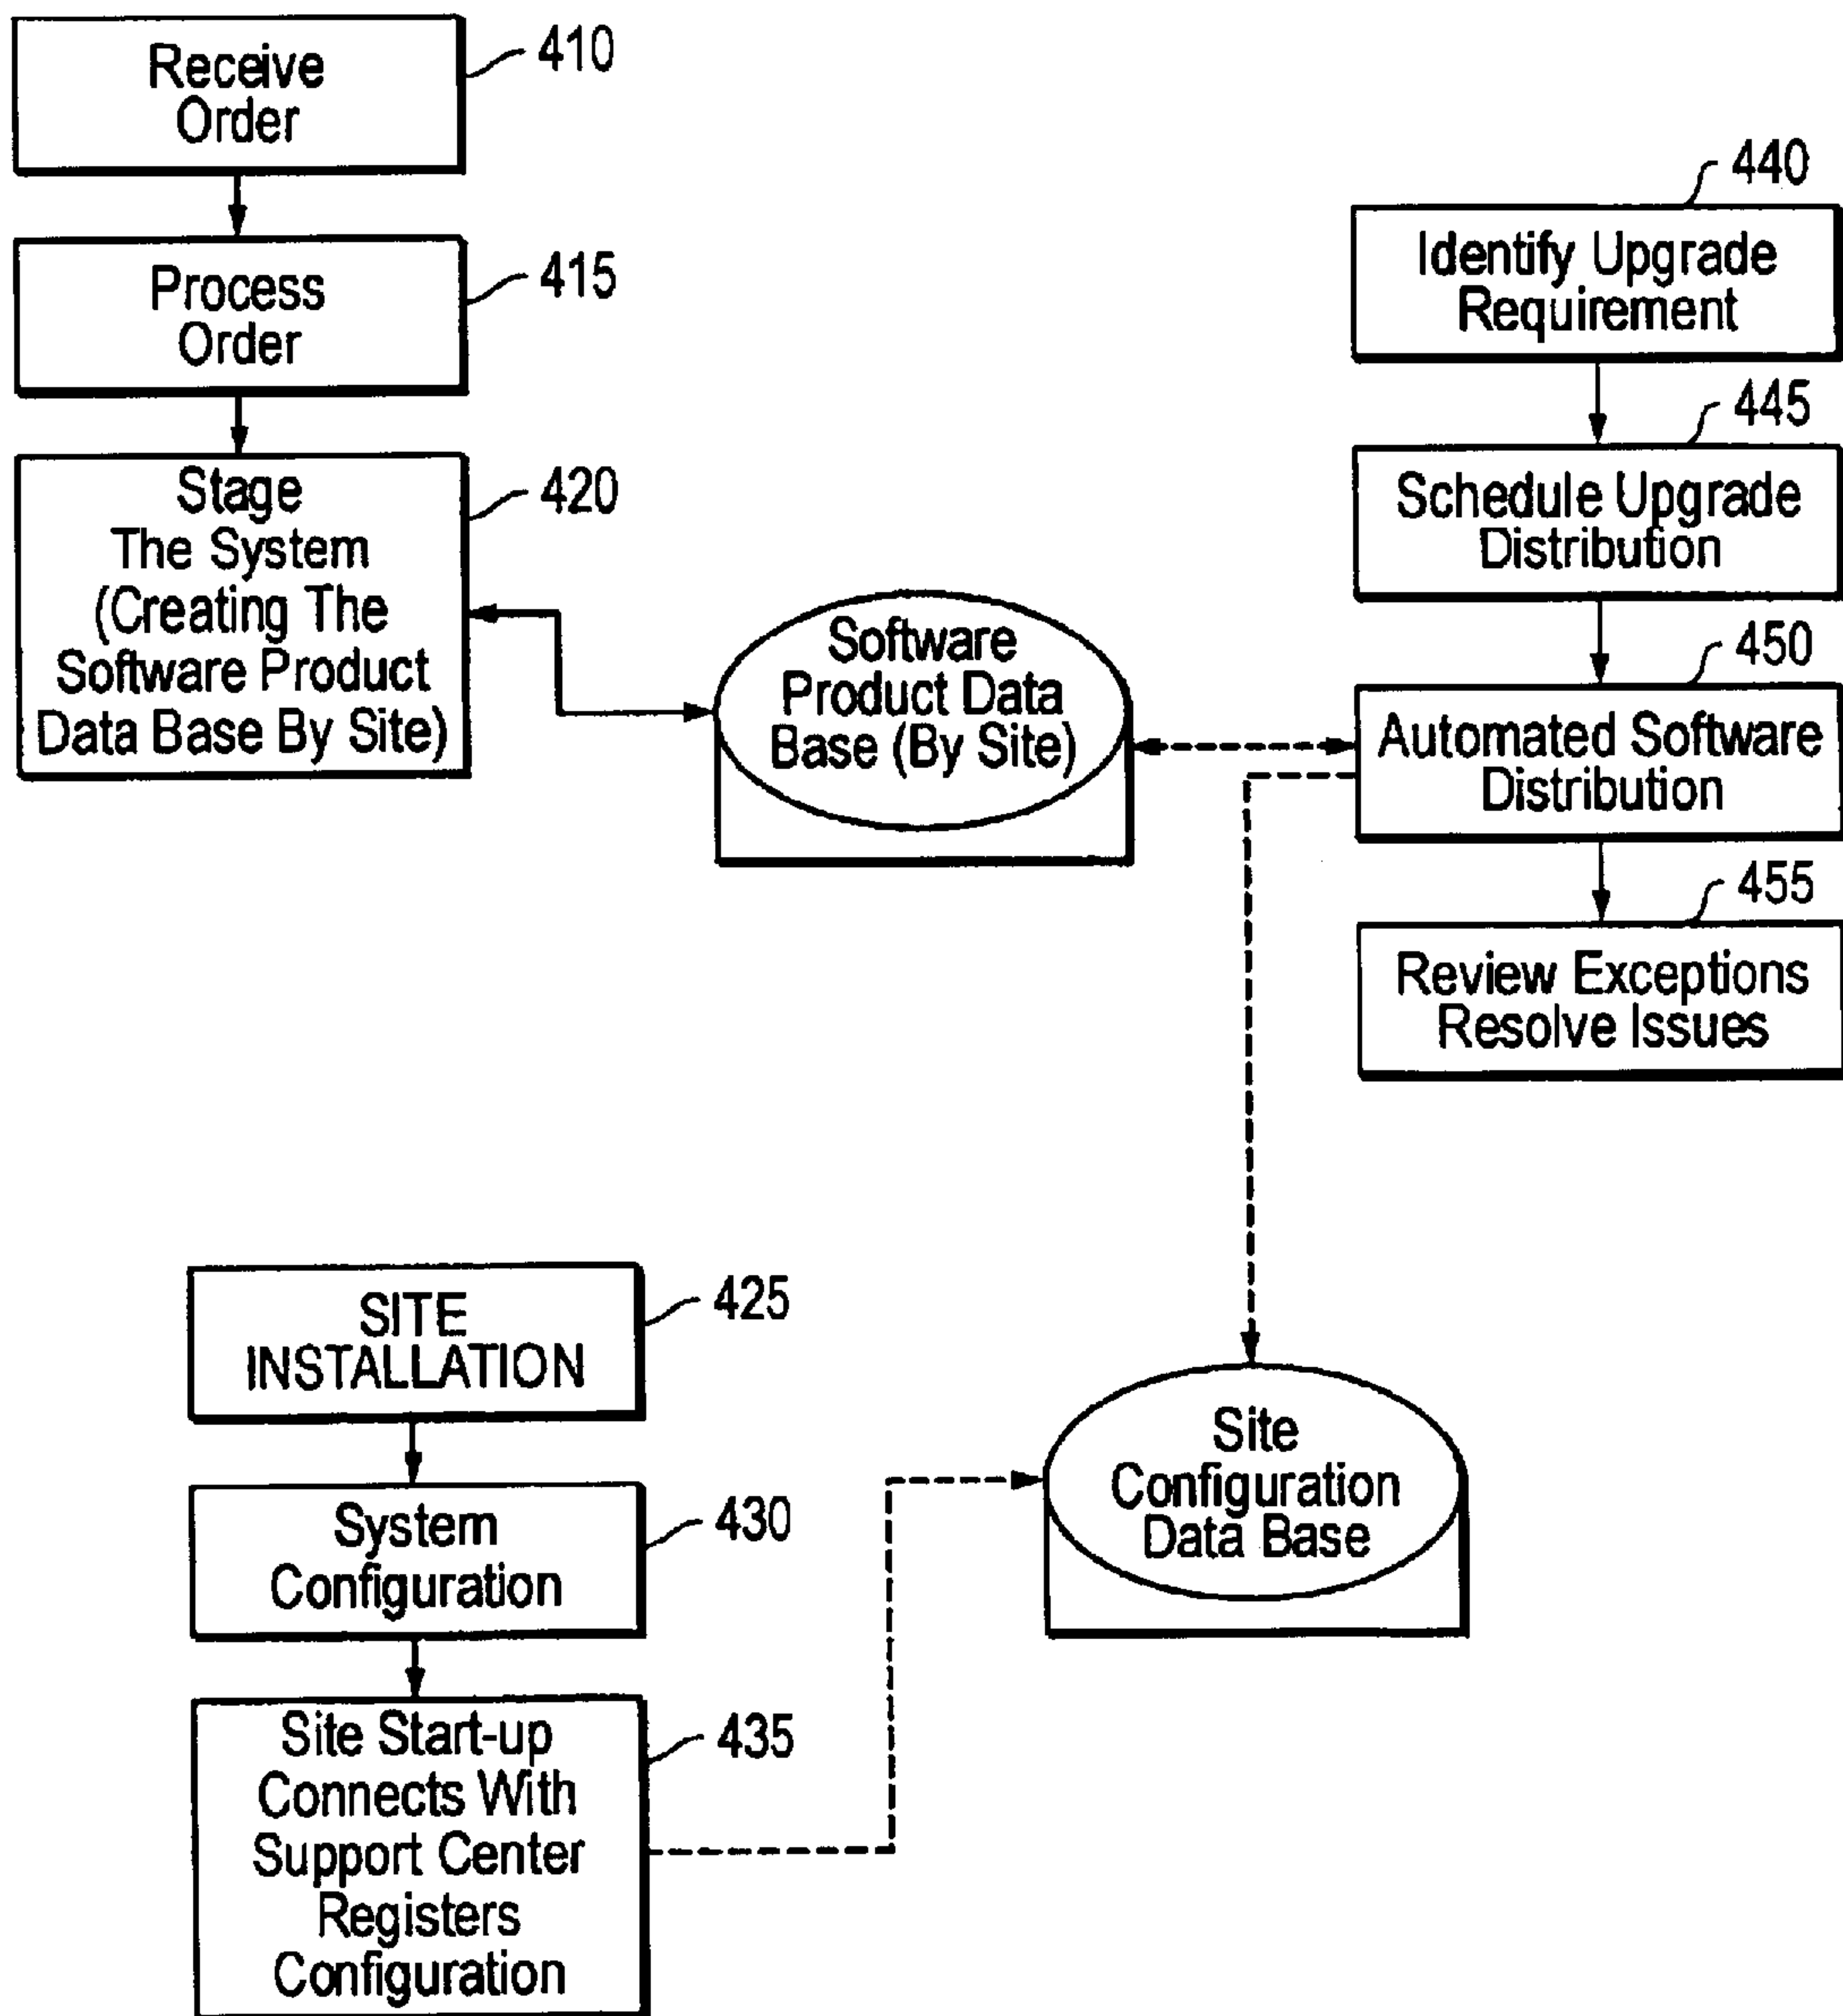 Receive
Order
410
Process
Order
415
Stage
The System
(Creating The
Software Product
Data Base By Site)
420
Software
Product Data
Base (By Site)
440
Identify Upgrade
Requirement
445
Schedule Upgrade
Distribution
450
Automated Software
Distribution
455
Review Exceptions
Resolve Issues
SITE
INSTALLATION
425
System
Configuration
430
Site Start-up
Connects With
Support Center
Registers
Configuration
435
Site
Configuration
Data Base